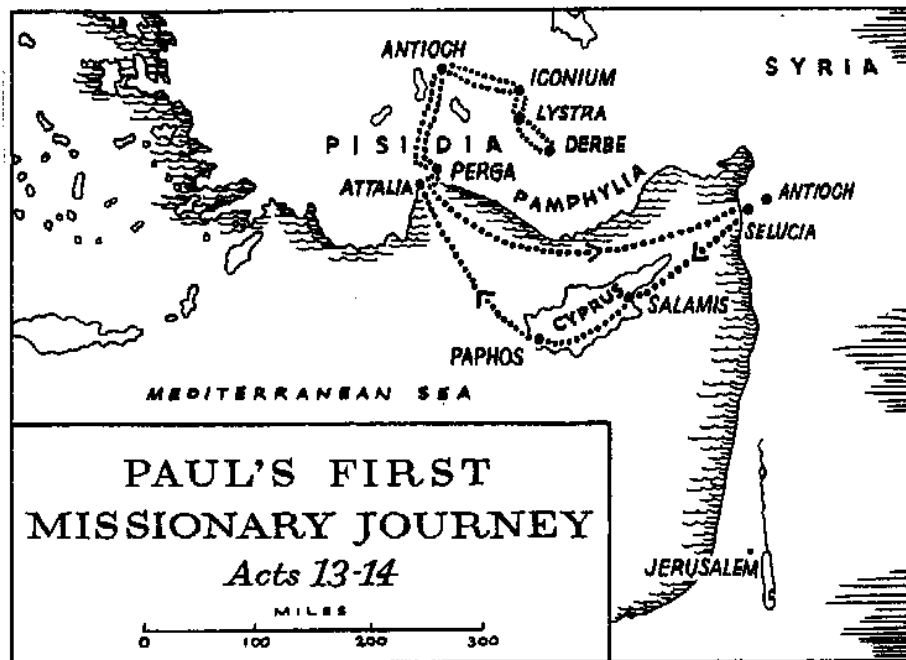 ANTIOCH
SYRIA
ICONIUM
LYSTRA
PISIDIA
DERBE
PERGA
ATTALIA
PAMPHYLIA
ANTIOCH
SELUCIA
CYPRUS
SALAMIS
PAPHOS
MEDITERRANEAN SEA
PAUL'S FIRST
MISSIONARY JOURNEY
Acts 13-14
MILES
0 100 200 300
JERUSALEM